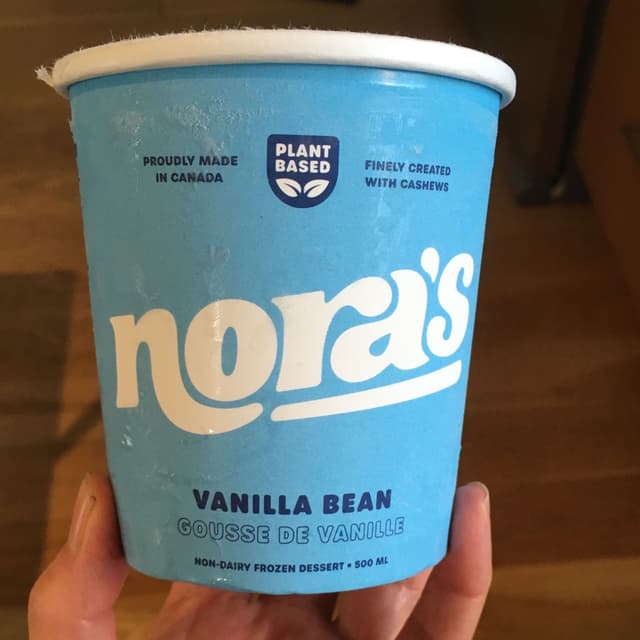 PLANT
BASED
PROUDLY MADE
IN CANADA
FINELY CREATED
WITH CASHEWS
nora's
VANILLA BEAN
GOUSSE DE VANILLE
NON-DAIRY FROZEN DESSERT • 500 ML